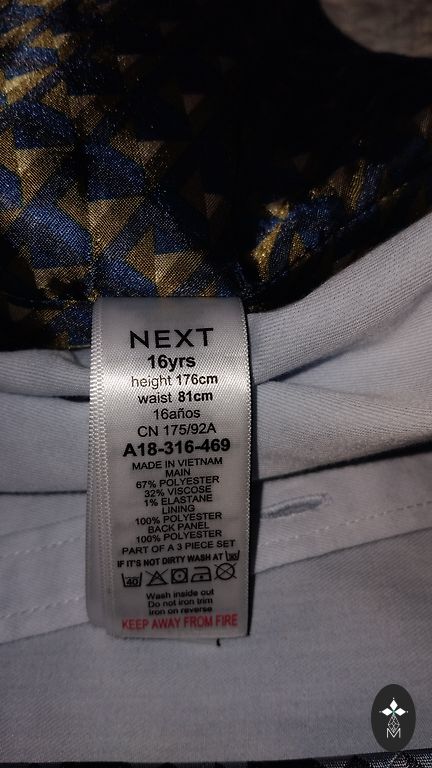 NEXT
16yrs
height 176cm
waist 81cm
16años
CN 175/92A
A18-316-469
MADE IN VIETNAM
MAIN
67% POLYESTER
32% VISCOSE
1% ELASTANE
LINING
100% POLYESTER
BACK PANEL
100% POLYESTER
PART OF A 3 PIECE SET
IF IT'S NOT DIRTY WASH AT 30
40
Wash inside out
Do not iron trim
iron on reverse
KEEP AWAY FROM FIRE
M